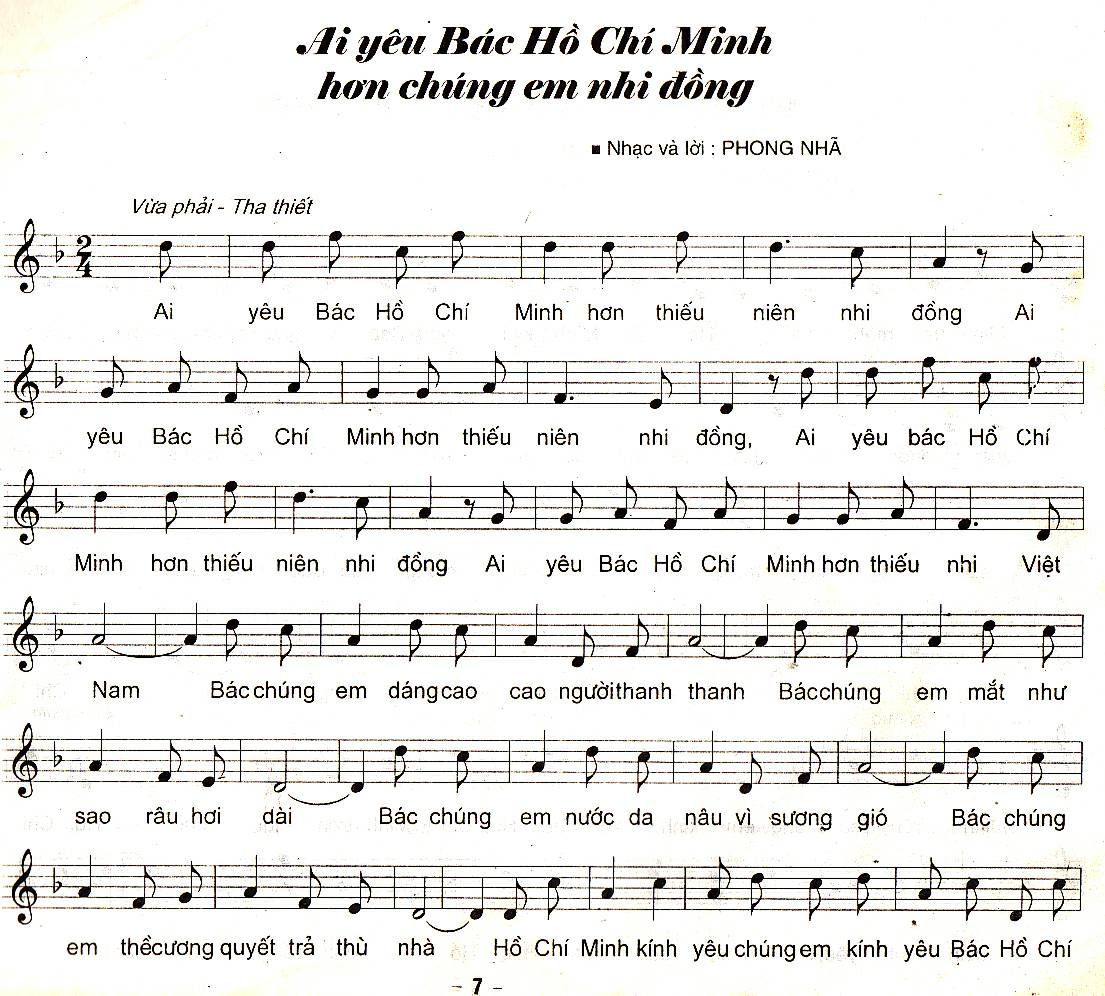 Ai yêu Bác Hồ Chí Minh
hơn chúng em nhi đồng
■ Nhạc và lời : PHONG NHÃ
Vừa phải - Tha thiết
2
4
Ai yêu Bác Hồ Chí Minh hơn thiếu niên nhi đồng Ai
yêu Bác Hồ Chí Minh hơn thiếu niên nhi đồng, Ai yêu bác Hồ Chí
Minh hơn thiếu niên nhi đồng Ai yêu Bác Hồ Chí Minh hơn thiếu nhi Việt
Nam Bác chúng em dáng cao cao người thanh thanh Bác chúng em mắt như
sao râu hơi dài Bác chúng em nước da nâu vì sương gió Bác chúng
em thề cương quyết trả thù nhà Hồ Chí Minh kính yêu chúng em kính yêu Bác Hồ Chí
- 7 -